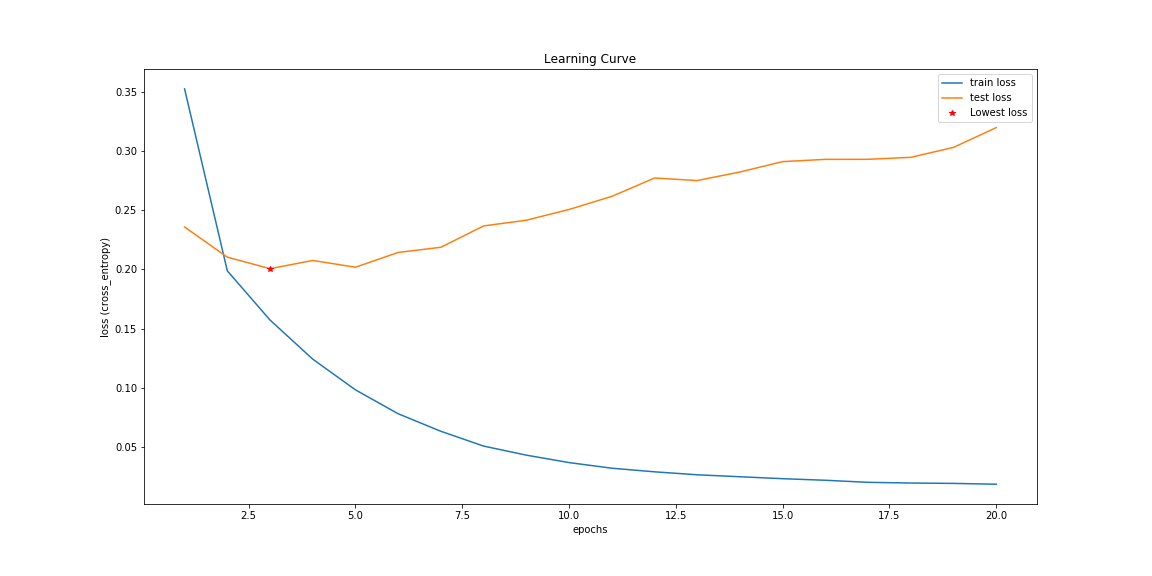 Learning Curve
train loss
test loss
Lowest loss
0.35
0.30
0.25
0.20
0.15
0.10
0.05
loss (cross_entropy)
2.5 5.0 7.5 10.0 12.5 15.0 17.5 20.0
epochs